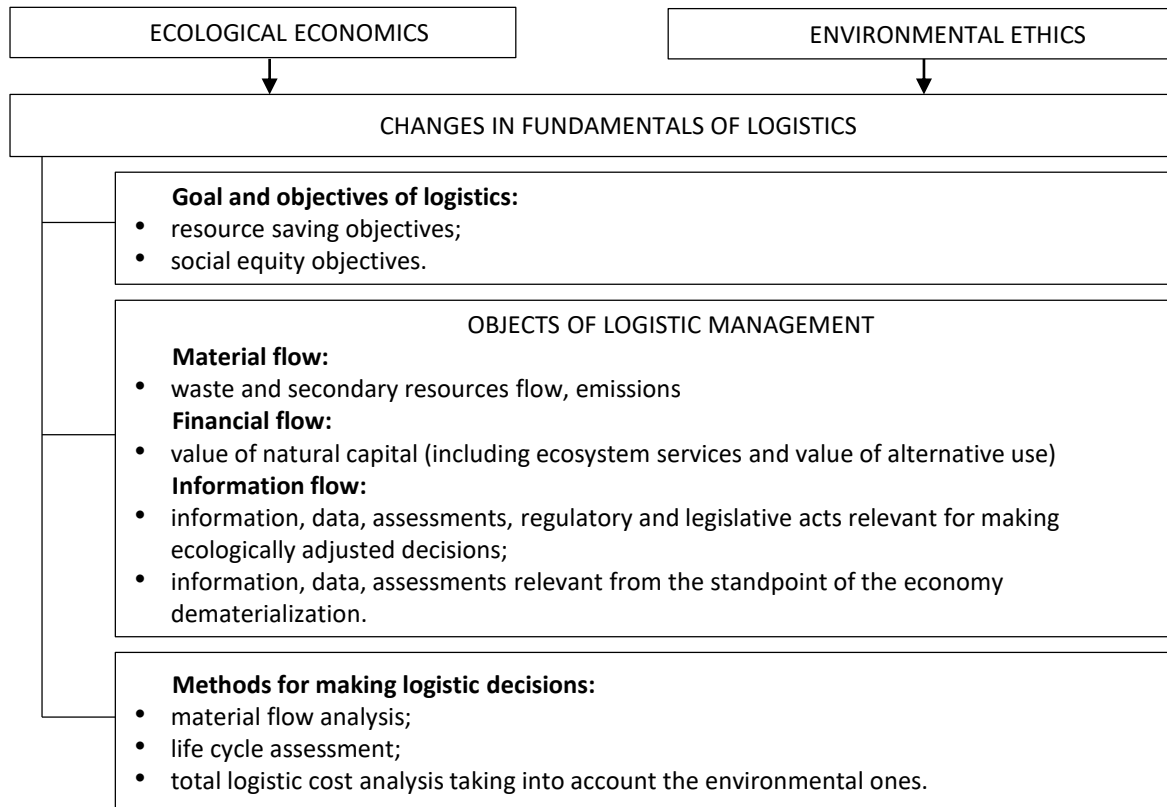 ECOLOGICAL ECONOMICS
ENVIRONMENTAL ETHICS
CHANGES IN FUNDAMENTALS OF LOGISTICS
Goal and objectives of logistics:
• resource saving objectives;
• social equity objectives.
OBJECTS OF LOGISTIC MANAGEMENT
Material flow:
• waste and secondary resources flow, emissions
Financial flow:
• value of natural capital (including ecosystem services and value of alternative use)
Information flow:
• information, data, assessments, regulatory and legislative acts relevant for making
ecologically adjusted decisions;
• information, data, assessments relevant from the standpoint of the economy
dematerialization.
Methods for making logistic decisions:
• material flow analysis;
• life cycle assessment;
• total logistic cost analysis taking into account the environmental ones.